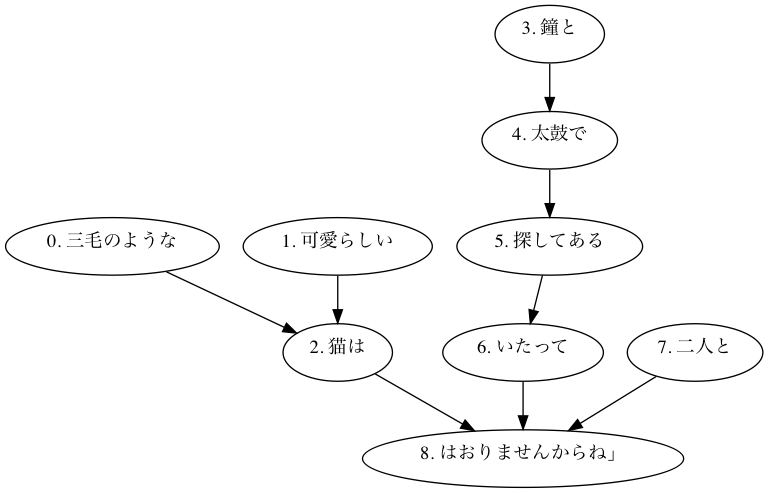 3. 鐘と
4. 太鼓で
0. 三毛のような
1. 可愛らしい
5. 探してある
2. 猫は
6. いたって
7. 二人と
8. はおりませんからね」